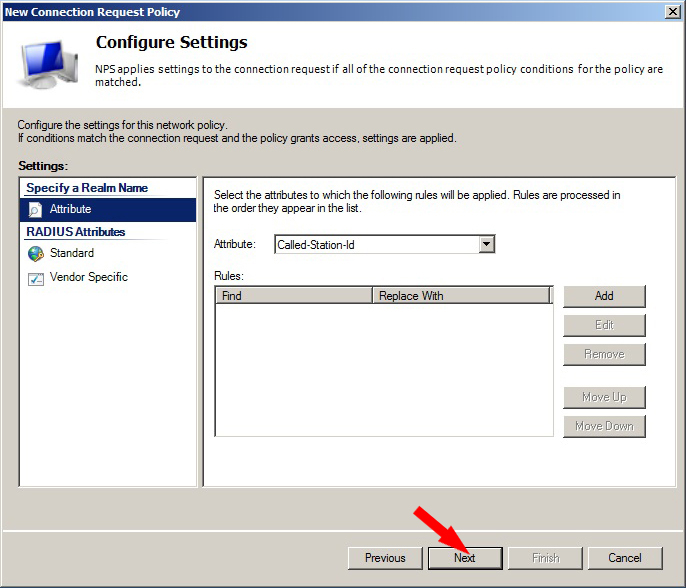 New Connection Request Policy
Configure Settings
NPS applies settings to the connection request if all of the connection request policy conditions for the policy are
matched.
Configure the settings for this network policy.
If conditions match the connection request and the policy grants access, settings are applied.
Settings:
Specify a Realm Name
Attribute
RADIUS Attributes
Standard
Vendor Specific
Select the attributes to which the following rules will be applied. Rules are processed in
the order they appear in the list.
Attribute: Called-Station-Id
Rules:
Find Replace With
Add
Edit
Remove
Move Up
Move Down
Previous Next Finish Cancel